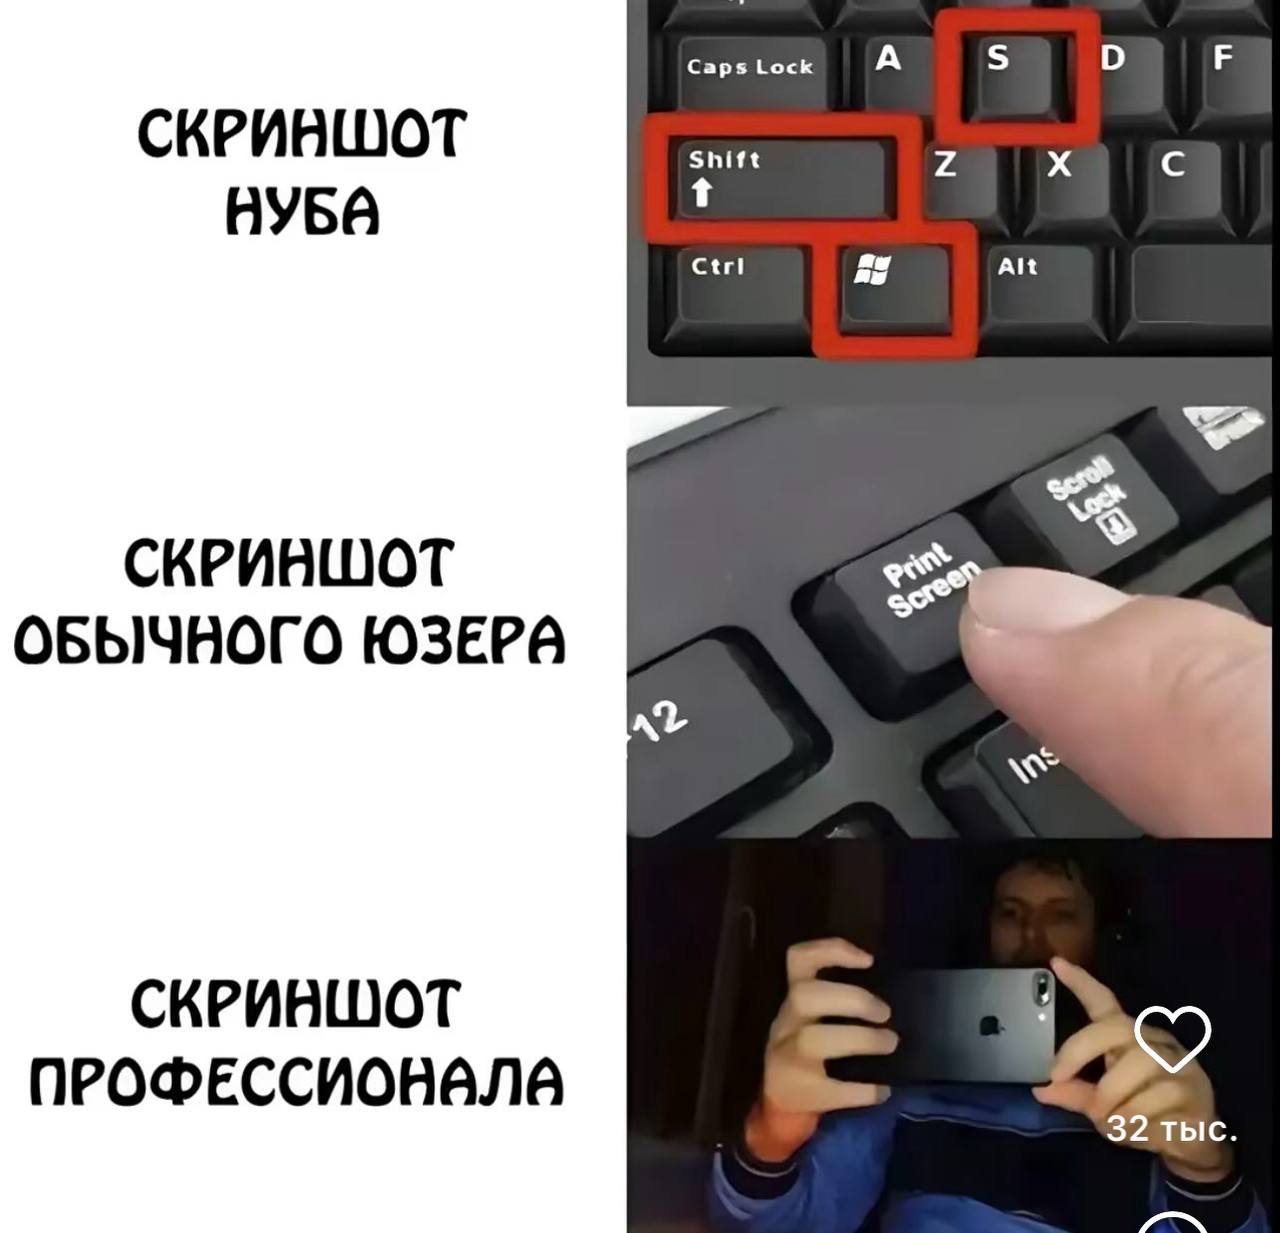 СКРИНШОТ
НУБА
Caps Lock
A
S
D
F
Shift
Z
X
C
Ctrl
Alt
СКРИНШОТ
ОБЫЧНОГО ЮЗЕРА
Scroll
Lock
Print
Screen
12
Ins
СКРИНШОТ
ПРОФЕССИОНАЛА
32 тыс.